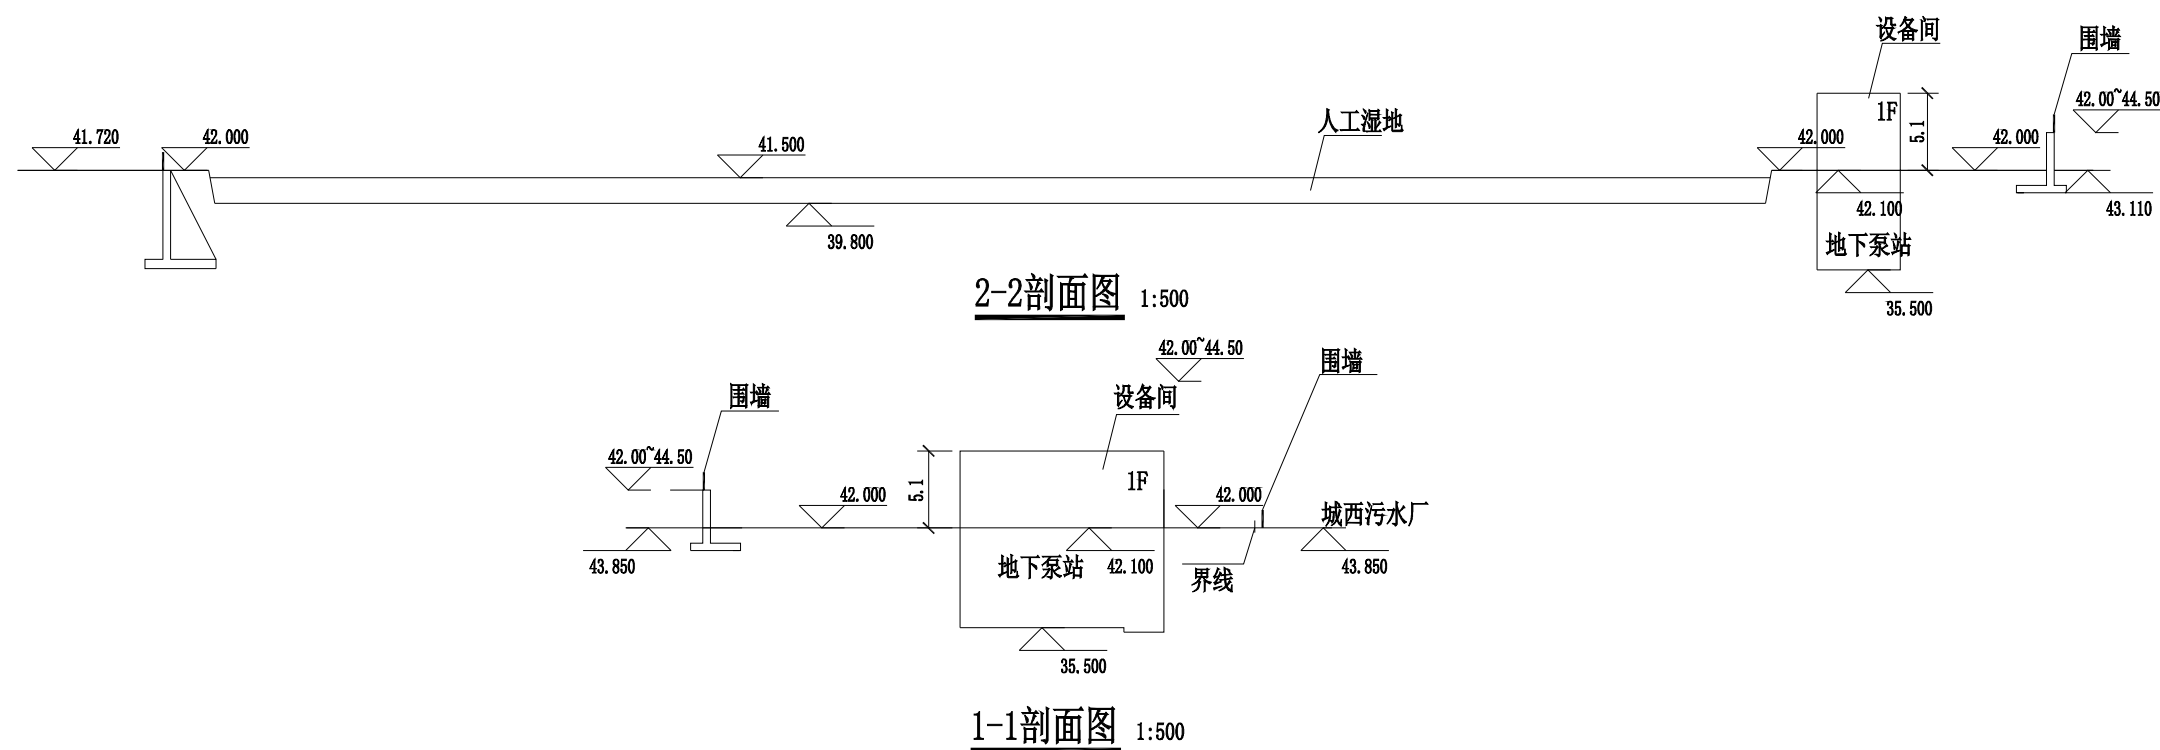 设备间
围墙
42.00~44.50
1F
5.1
人工湿地
41.720
42.000
41.500
42.000
42.000
42.100
43.110
39.800
地下泵站
35.500
2-2剖面图 1:500
42.00~44.50
围墙
围墙
设备间
42.00~44.50
1F
5.1
42.000
42.000
城西污水厂
43.850
地下泵站
42.100
界线
43.850
35.500
1-1剖面图 1:500